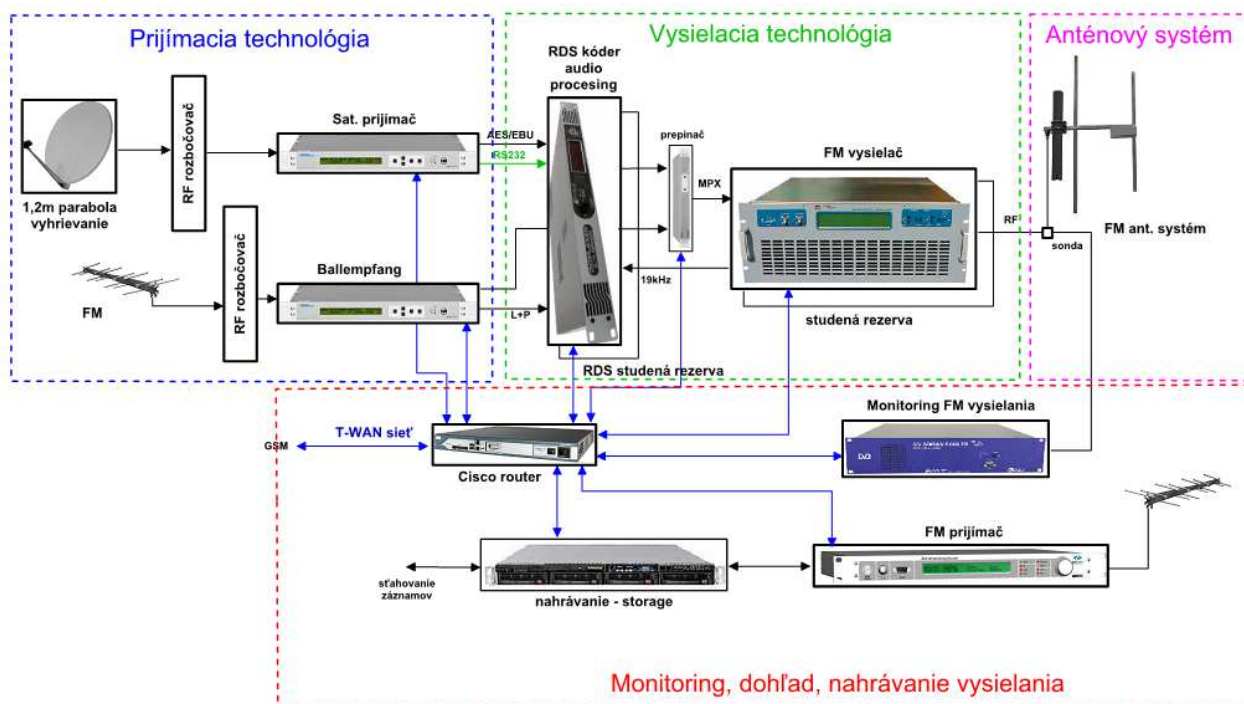 Prijímacia technológia
Vysielacia technológia
Anténový systém
RDS kóder
audio
procesing
RF rozbočovač
Sat. prijímač
AES/EBU
RS232
prepínač
FM vysielač
MPX
RF
1,2m parabola
vyhrievanie
sonda
FM ant. systém
Ballempfang
RF rozbočovač
19kHz
FM
L+P
studená rezerva
RDS studená rezerva
Monitoring FM vysielania
T-WAN sieť
GSM
DVB
Cisco router
FM prijímač
sťahovanie
záznamov
nahrávanie - storage
Monitoring, dohľad, nahrávanie vysielania